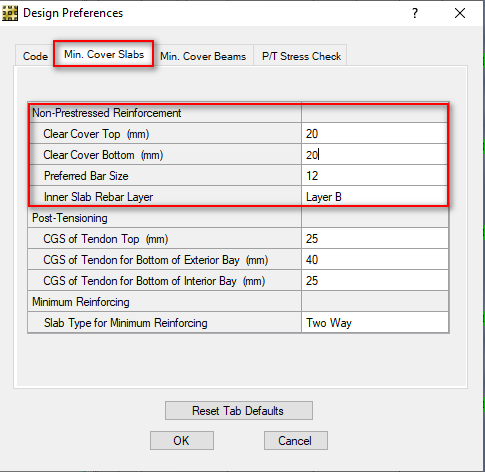 Design Preferences
?
Code Min. Cover Slabs Min. Cover Beams P/T Stress Check
Non-Prestressed Reinforcement
Clear Cover Top (mm) 20
Clear Cover Bottom (mm) 20
Preferred Bar Size 12
Inner Slab Rebar Layer Layer B
Post-Tensioning
CGS of Tendon Top (mm) 25
CGS of Tendon for Bottom of Exterior Bay (mm) 40
CGS of Tendon for Bottom of Interior Bay (mm) 25
Minimum Reinforcing
Slab Type for Minimum Reinforcing Two Way
Reset Tab Defaults
OK Cancel